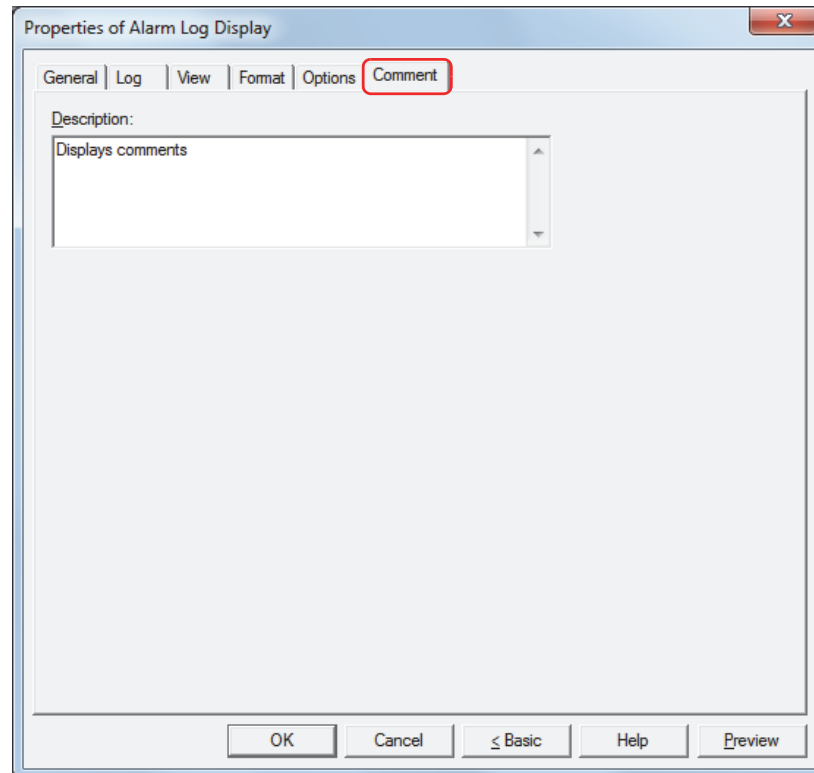 Properties of Alarm Log Display
X
General Log View Format Options Comment
Description:
Displays comments
OK Cancel < Basic Help Preview